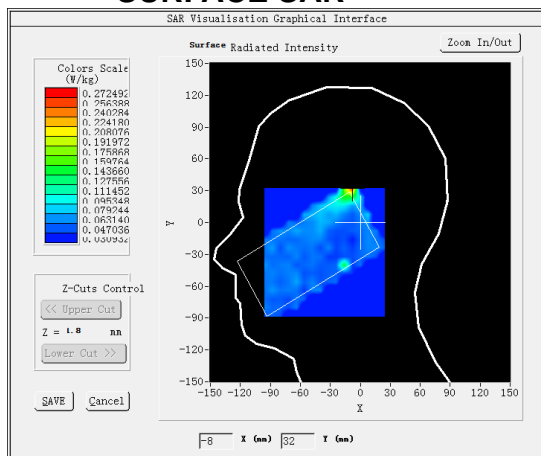 SURFACE SAR
SAR Visualisation Graphical Interface
Surface Radiated Intensity
Zoom In/Out
Colors Scale
(W/kg)
0.272492
0.256388
0.240284
0.224180
0.208076
0.191972
0.175868
0.159764
0.143660
0.127556
0.111452
0.095348
0.079244
0.063140
0.047036
0.030932
Z-Cuts Control
<< Upper Cut
Z = 1.8 mm
Lower Cut >>
SAVE Cancel
150
120
90
60
30
0
-30
-60
-90
-120
-150
Y
-150 -120 -90 -60 -30 0 30 60 90 120 150
X
-8 X (mm) 32 Y (mm)